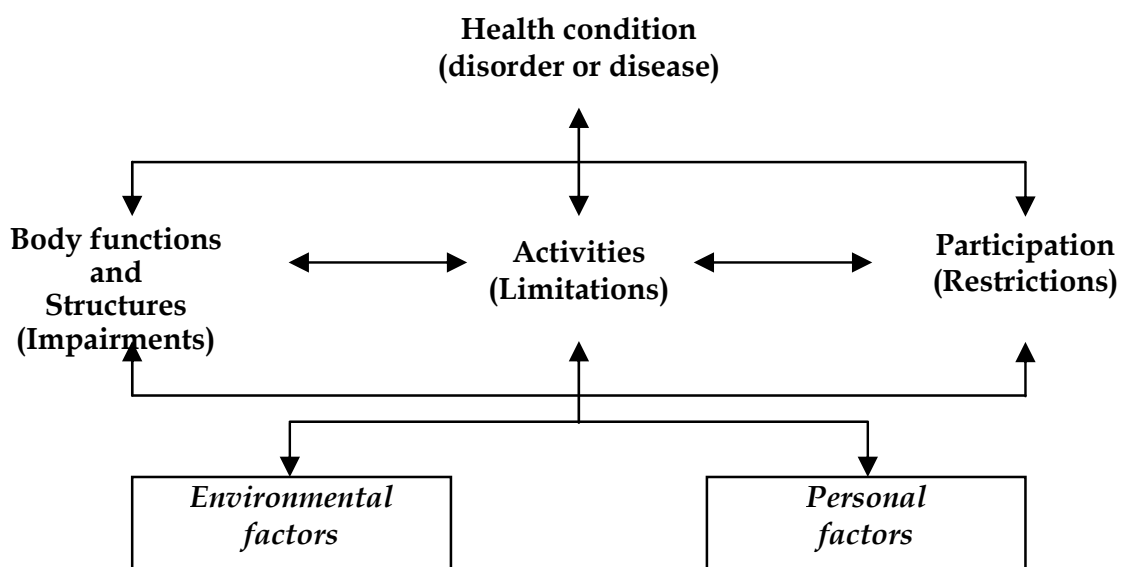 Health condition
(disorder or disease)
Body functions
and
Structures
(Impairments)
Activities
(Limitations)
Participation
(Restrictions)
Environmental
factors
Personal
factors